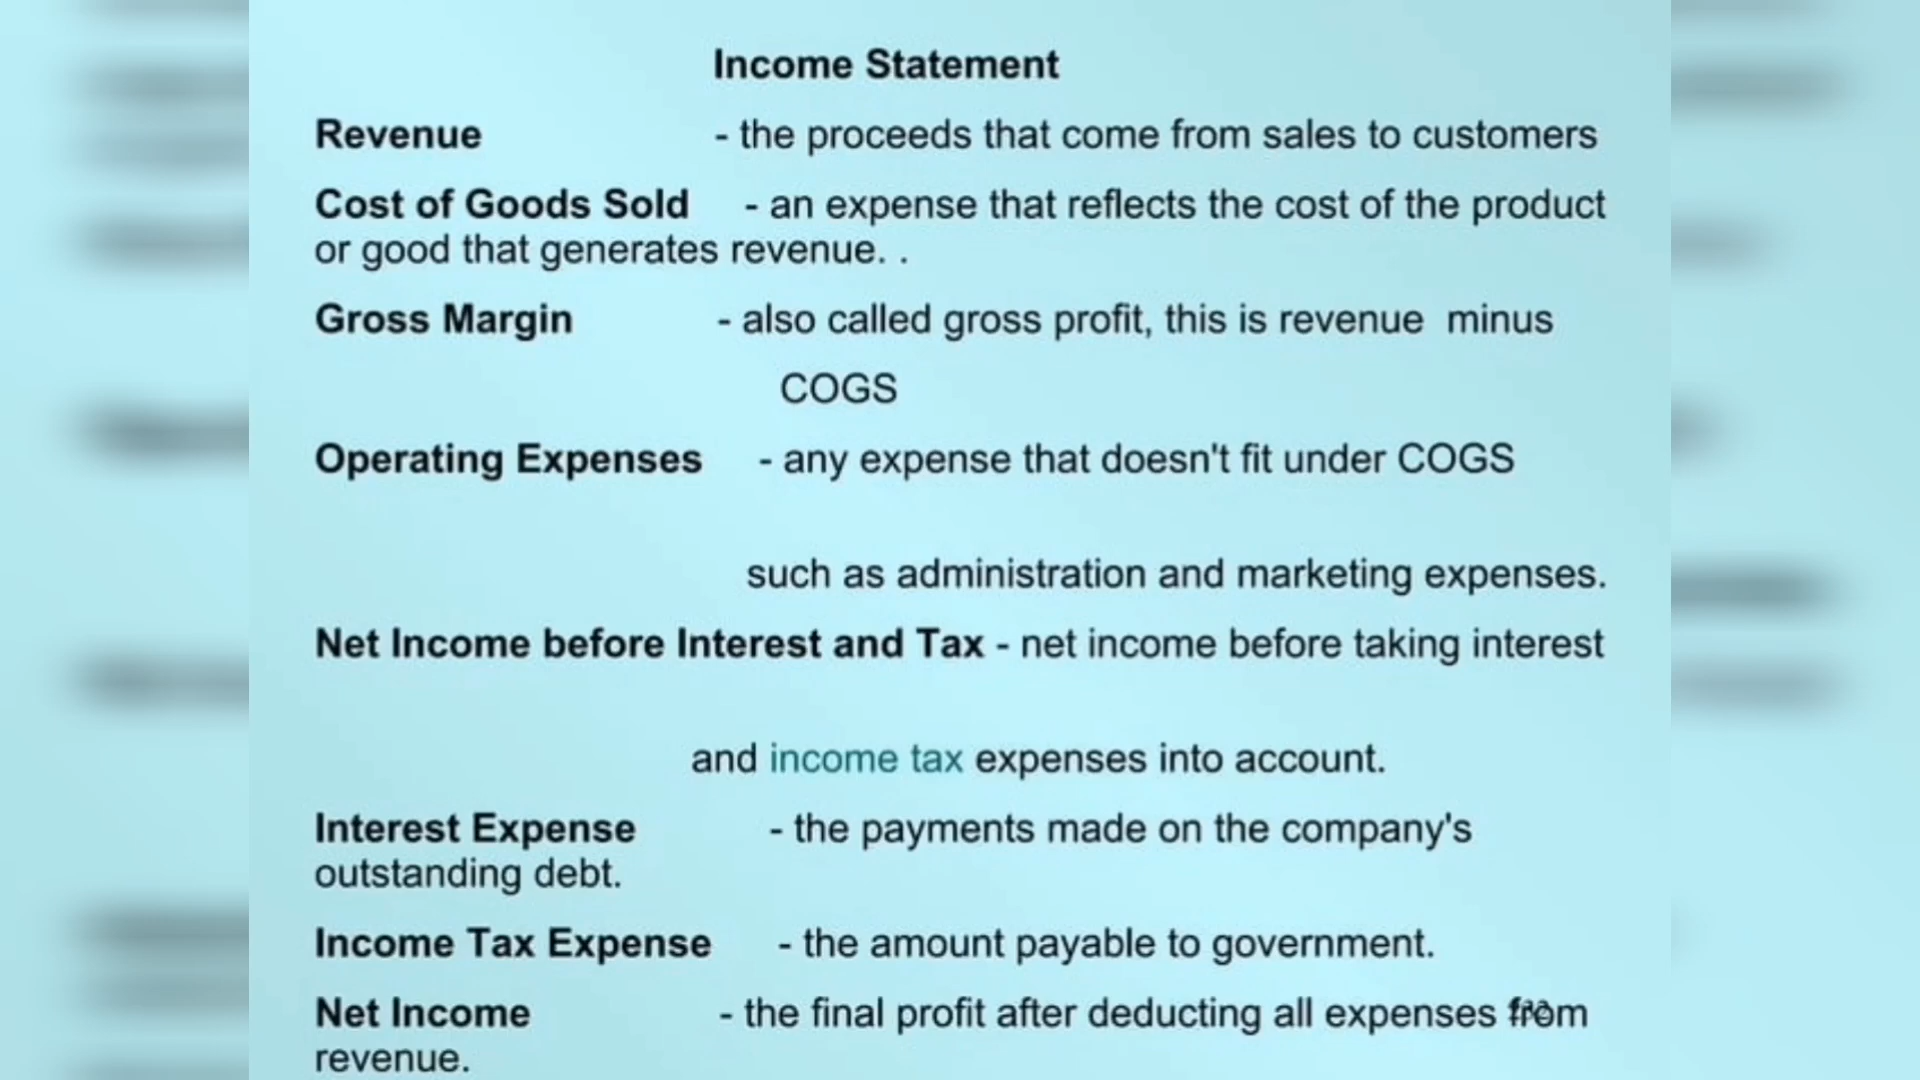 Income Statement
Revenue - the proceeds that come from sales to customers
Cost of Goods Sold - an expense that reflects the cost of the product
or good that generates revenue. .
Gross Margin - also called gross profit, this is revenue minus
COGS
Operating Expenses - any expense that doesn't fit under COGS
such as administration and marketing expenses.
Net Income before Interest and Tax - net income before taking interest
and income tax expenses into account.
Interest Expense - the payments made on the company's
outstanding debt.
Income Tax Expense - the amount payable to government.
Net Income - the final profit after deducting all expenses from
revenue.